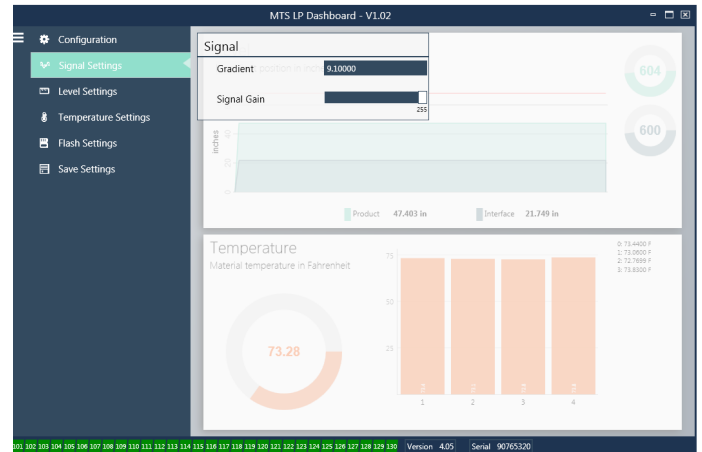 MTS LP Dashboard - V1.02
Configuration
Signal Settings
Level Settings
Temperature Settings
Flash Settings
Save Settings
Signal
Gradient 9.10000
Signal Gain
255
604
600
inches
Product 47.403 in Interface 21.749 in
Temperature
Material temperature in Fahrenheit
73.28
75
50
25
1 2 3 4
0: 73.4400 F
1: 73.0600 F
2: 72.7699 F
3: 73.8300 F
101 102 103 104 105 106 107 108 109 110 111 112 113 114 115 116 117 118 119 120 121 122 123 124 125 126 127 128 129 130 Version 4.05 Serial 90765320